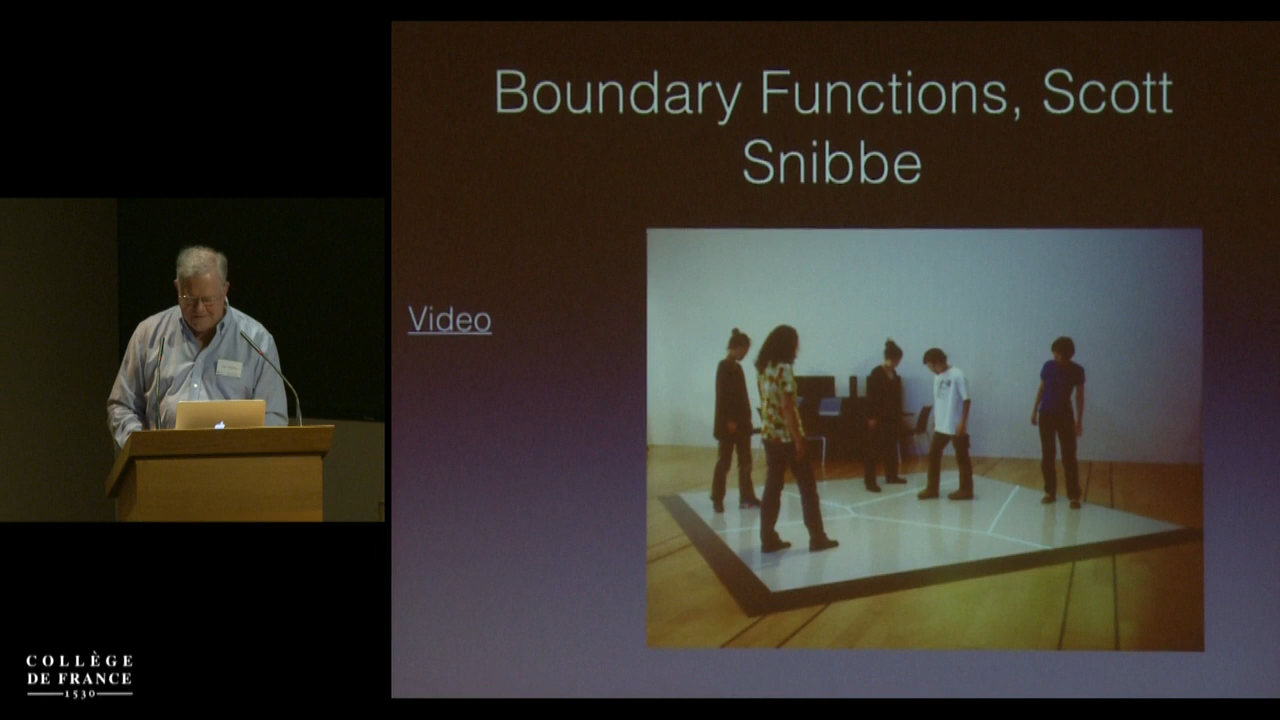 Boundary Functions, Scott
Snibbe
Video
COLLÈGE
DE FRANCE
1530